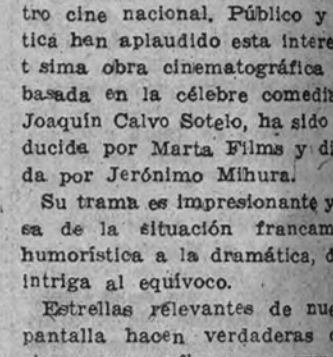 tro cine nacional. Público y
tica han aplaudido esta intere
t sima obra cinematográfica
basada en la célebre comedia
Joaquín Calvo Sotelo, ha sido
ducida por Marta Films y di
da por Jerónimo Mihura.
Su trama es impresionante y
sa de la situación francam
humorística a la dramática, d
intriga al equívoco.
Estrellas relevantes de nue
pantalla hacen verdaderas c